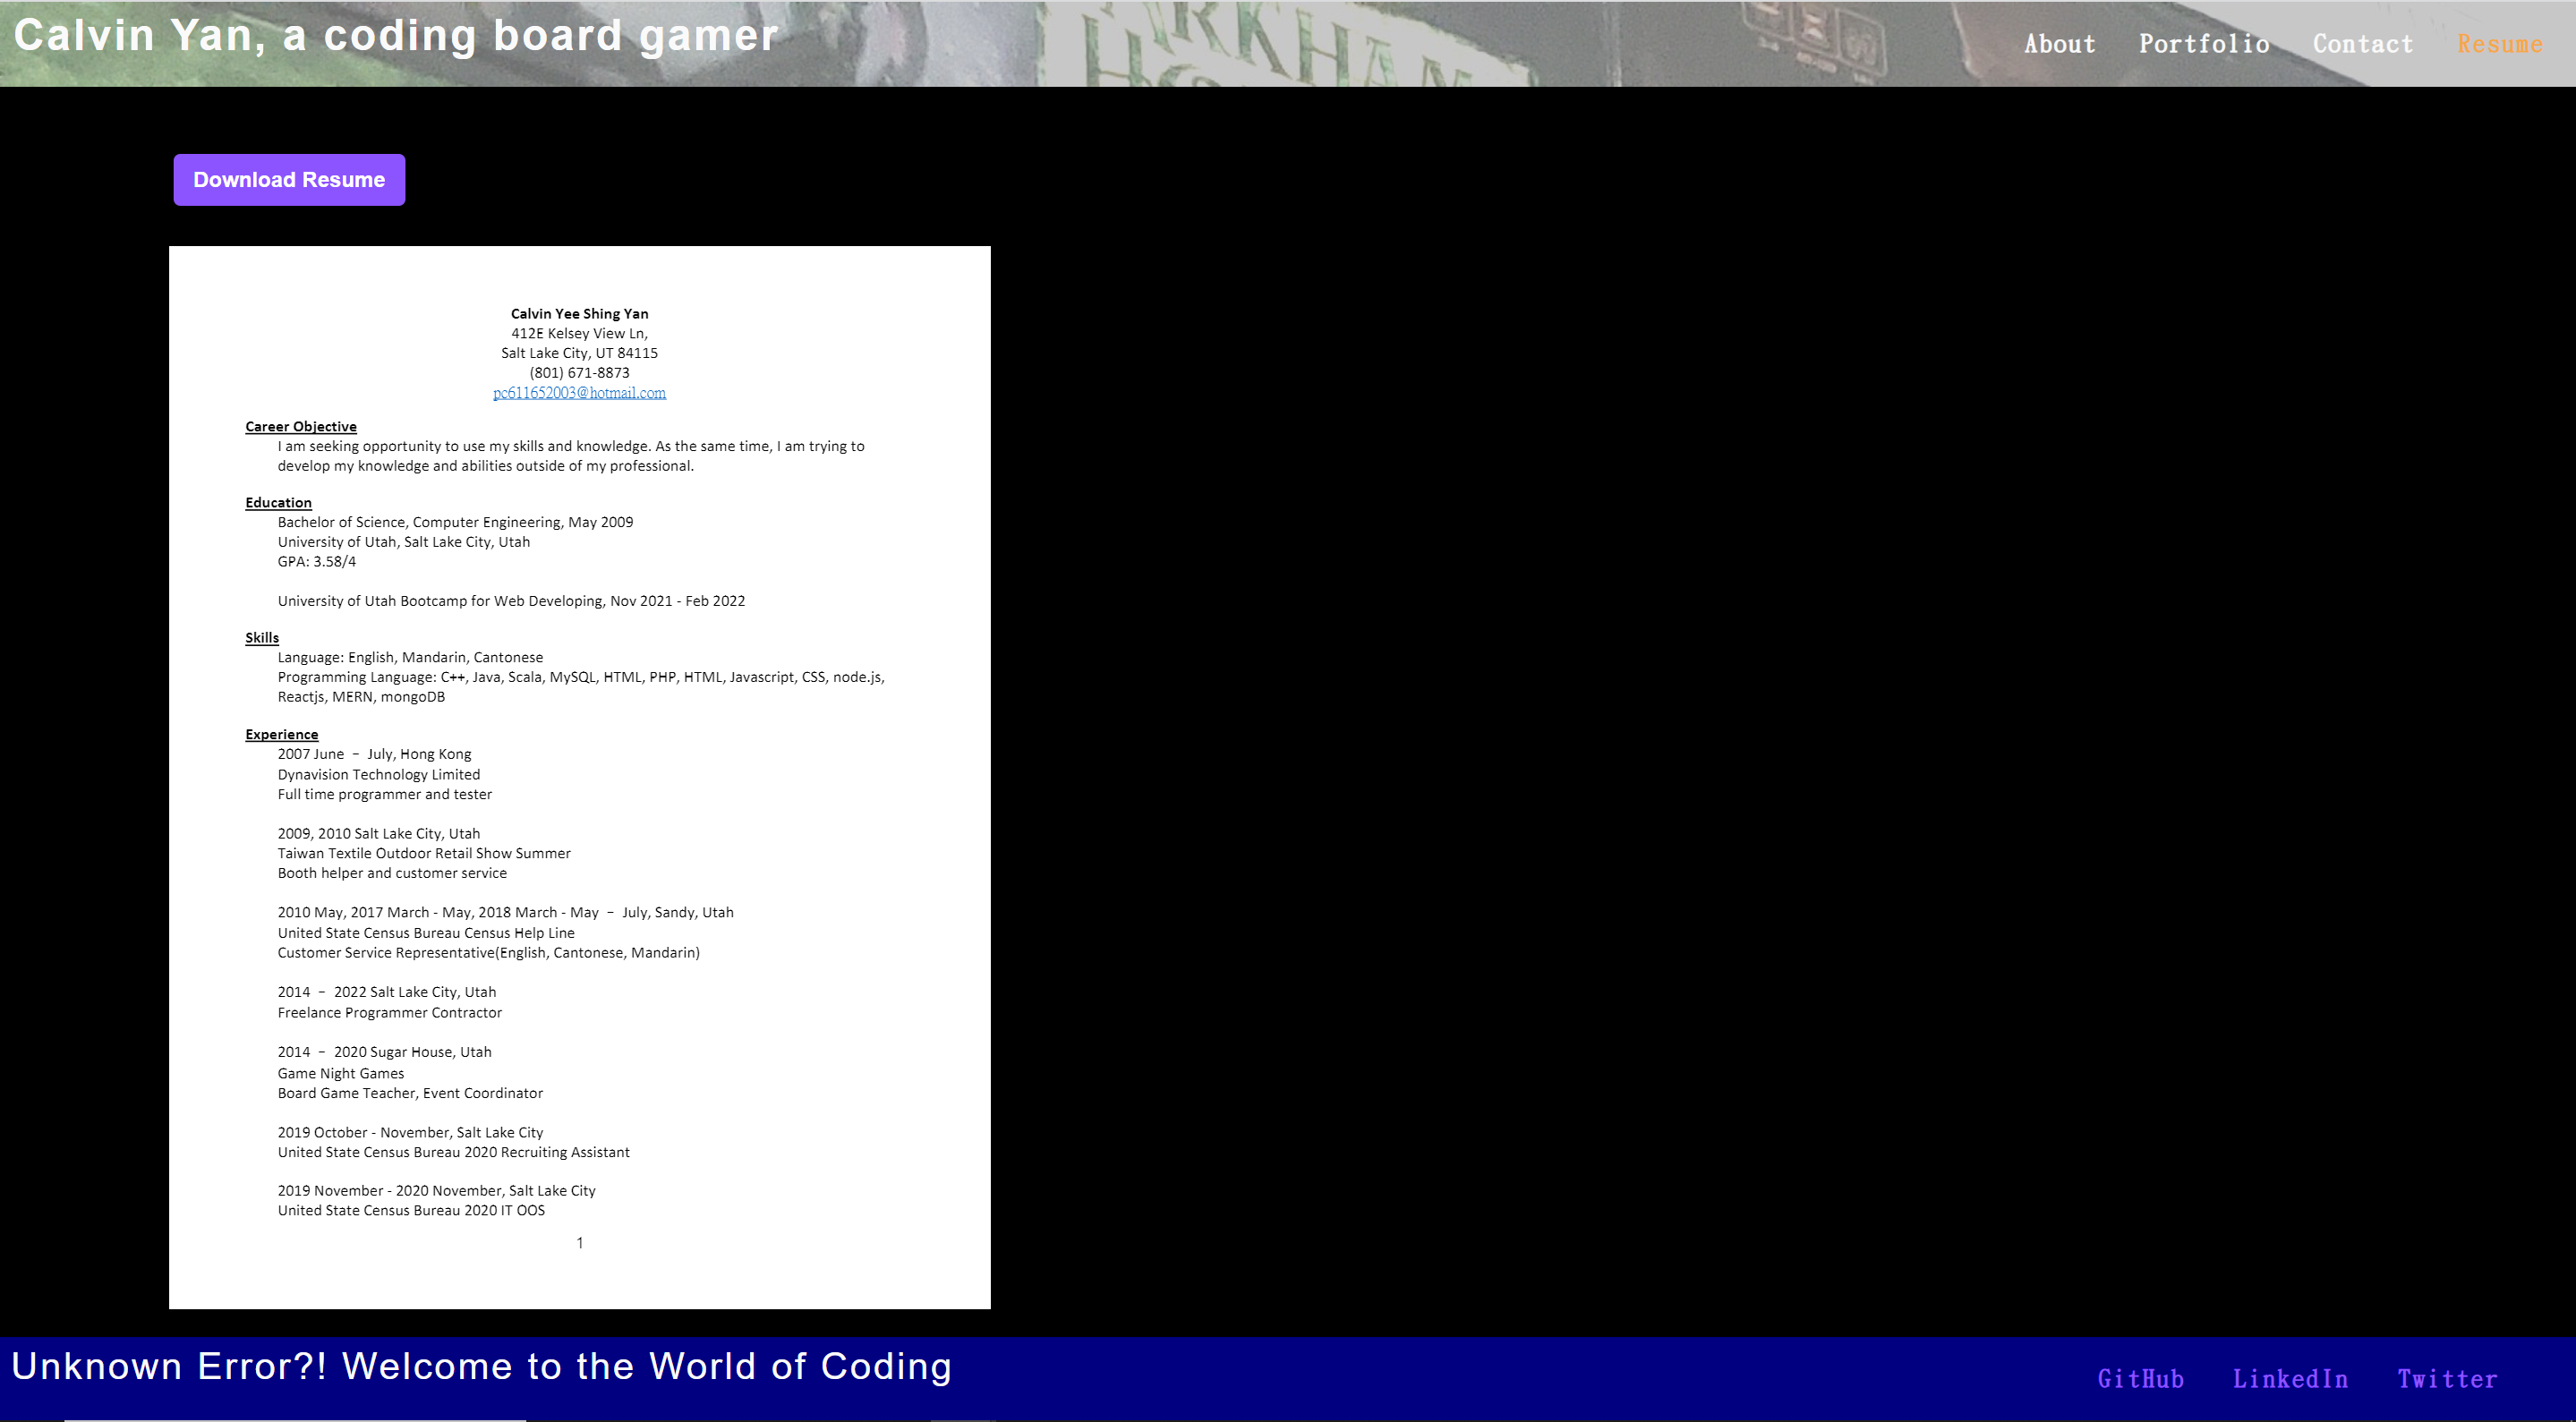 Calvin Yan, a coding board gamer
About Portfolio Contact Resume
ARKHAM
Download Resume
Calvin Yee Shing Yan
412E Kelsey View Ln,
Salt Lake City, UT 84115
(801) 671-8873
pc611652003@hotmail.com
Career Objective
I am seeking opportunity to use my skills and knowledge. As the same time, I am trying to
develop my knowledge and abilities outside of my professional.
Education
Bachelor of Science, Computer Engineering, May 2009
University of Utah, Salt Lake City, Utah
GPA: 3.58/4
University of Utah Bootcamp for Web Developing, Nov 2021 - Feb 2022
Skills
Language: English, Mandarin, Cantonese
Programming Language: C++, Java, Scala, MySQL, HTML, PHP, HTML, Javascript, CSS, node.js,
Reactjs, MERN, mongoDB
Experience
2007 June – July, Hong Kong
Dynavision Technology Limited
Full time programmer and tester
2009, 2010 Salt Lake City, Utah
Taiwan Textile Outdoor Retail Show Summer
Booth helper and customer service
2010 May, 2017 March - May, 2018 March - May – July, Sandy, Utah
United State Census Bureau Census Help Line
Customer Service Representative(English, Cantonese, Mandarin)
2014 – 2022 Salt Lake City, Utah
Freelance Programmer Contractor
2014 – 2020 Sugar House, Utah
Game Night Games
Board Game Teacher, Event Coordinator
2019 October - November, Salt Lake City
United State Census Bureau 2020 Recruiting Assistant
2019 November - 2020 November, Salt Lake City
United State Census Bureau 2020 IT OOS
1
Unknown Error?! Welcome to the World of Coding
GitHub LinkedIn Twitter